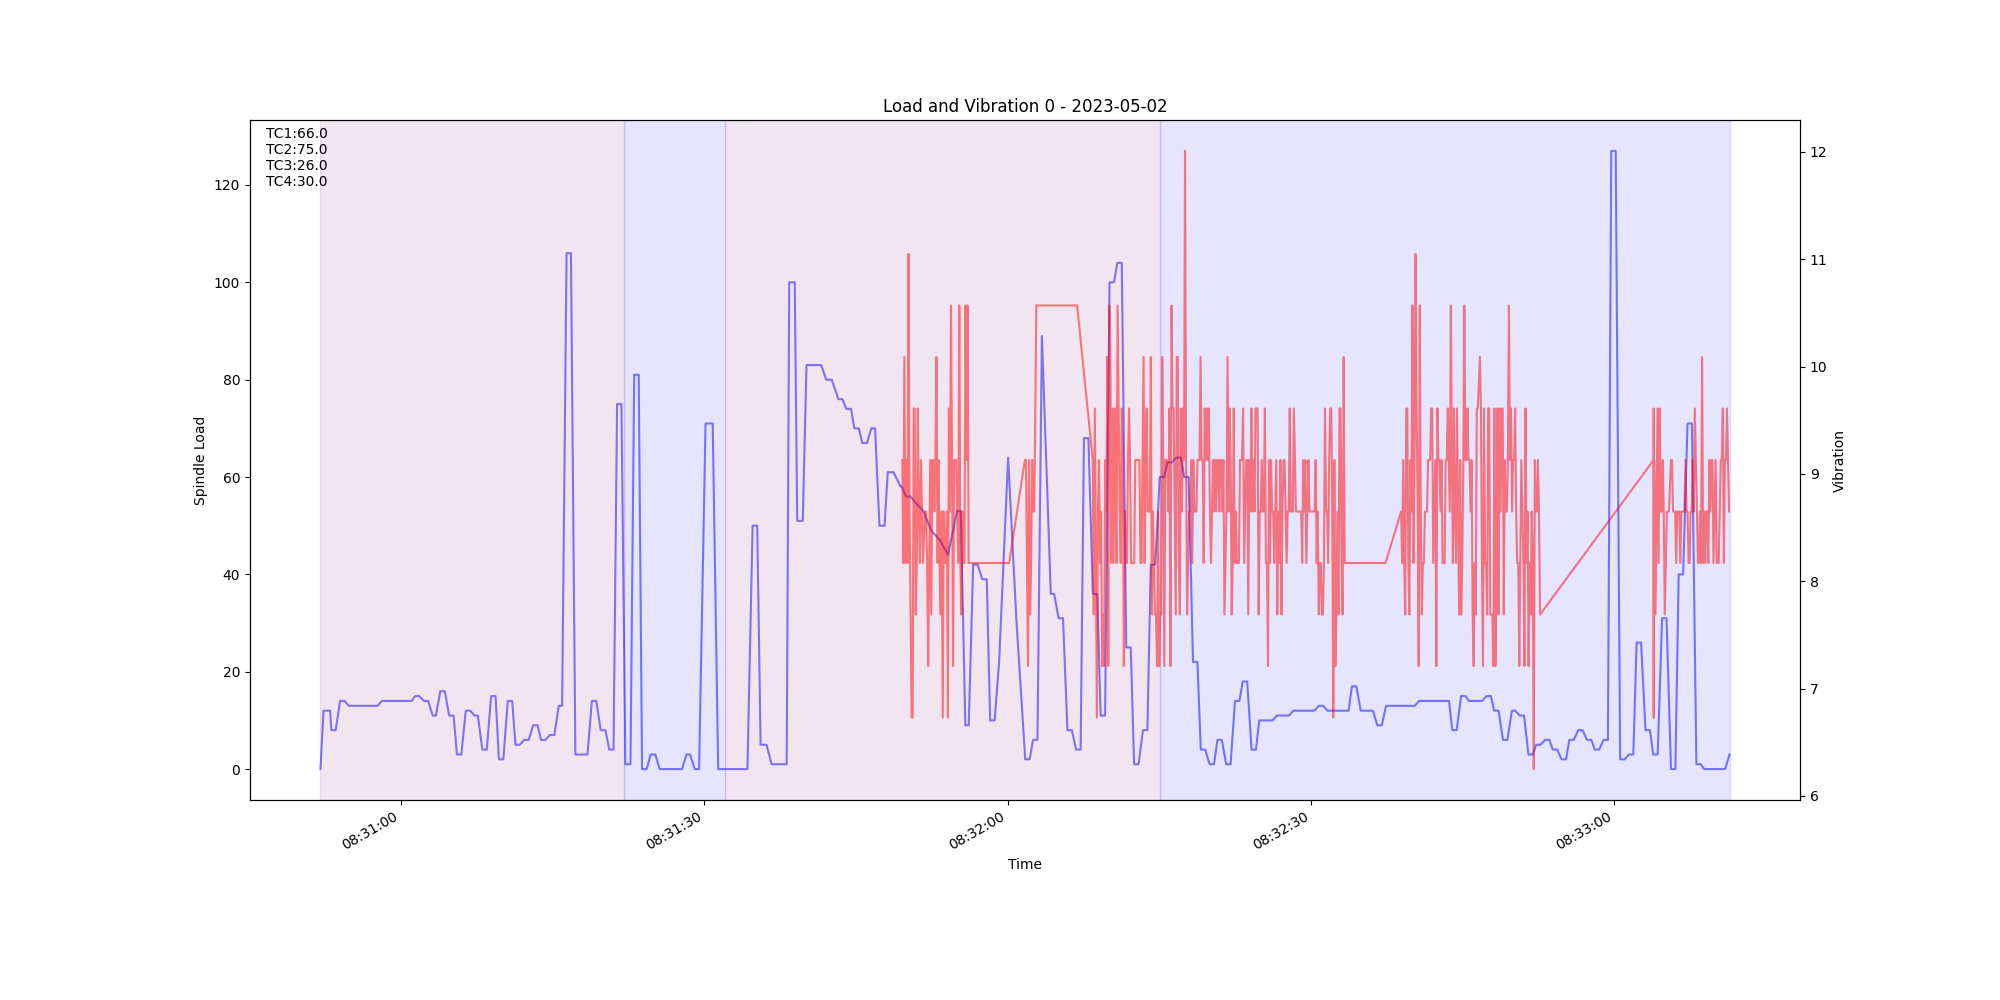 Load and Vibration 0 - 2023-05-02
TC1:66.0
TC2:75.0
TC3:26.0
TC4:30.0
120
100
80
60
40
20
0
Spindle Load
12
11
10
9
8
7
6
Vibration
08:31:00
08:31:30
08:32:00
08:32:30
08:33:00
Time